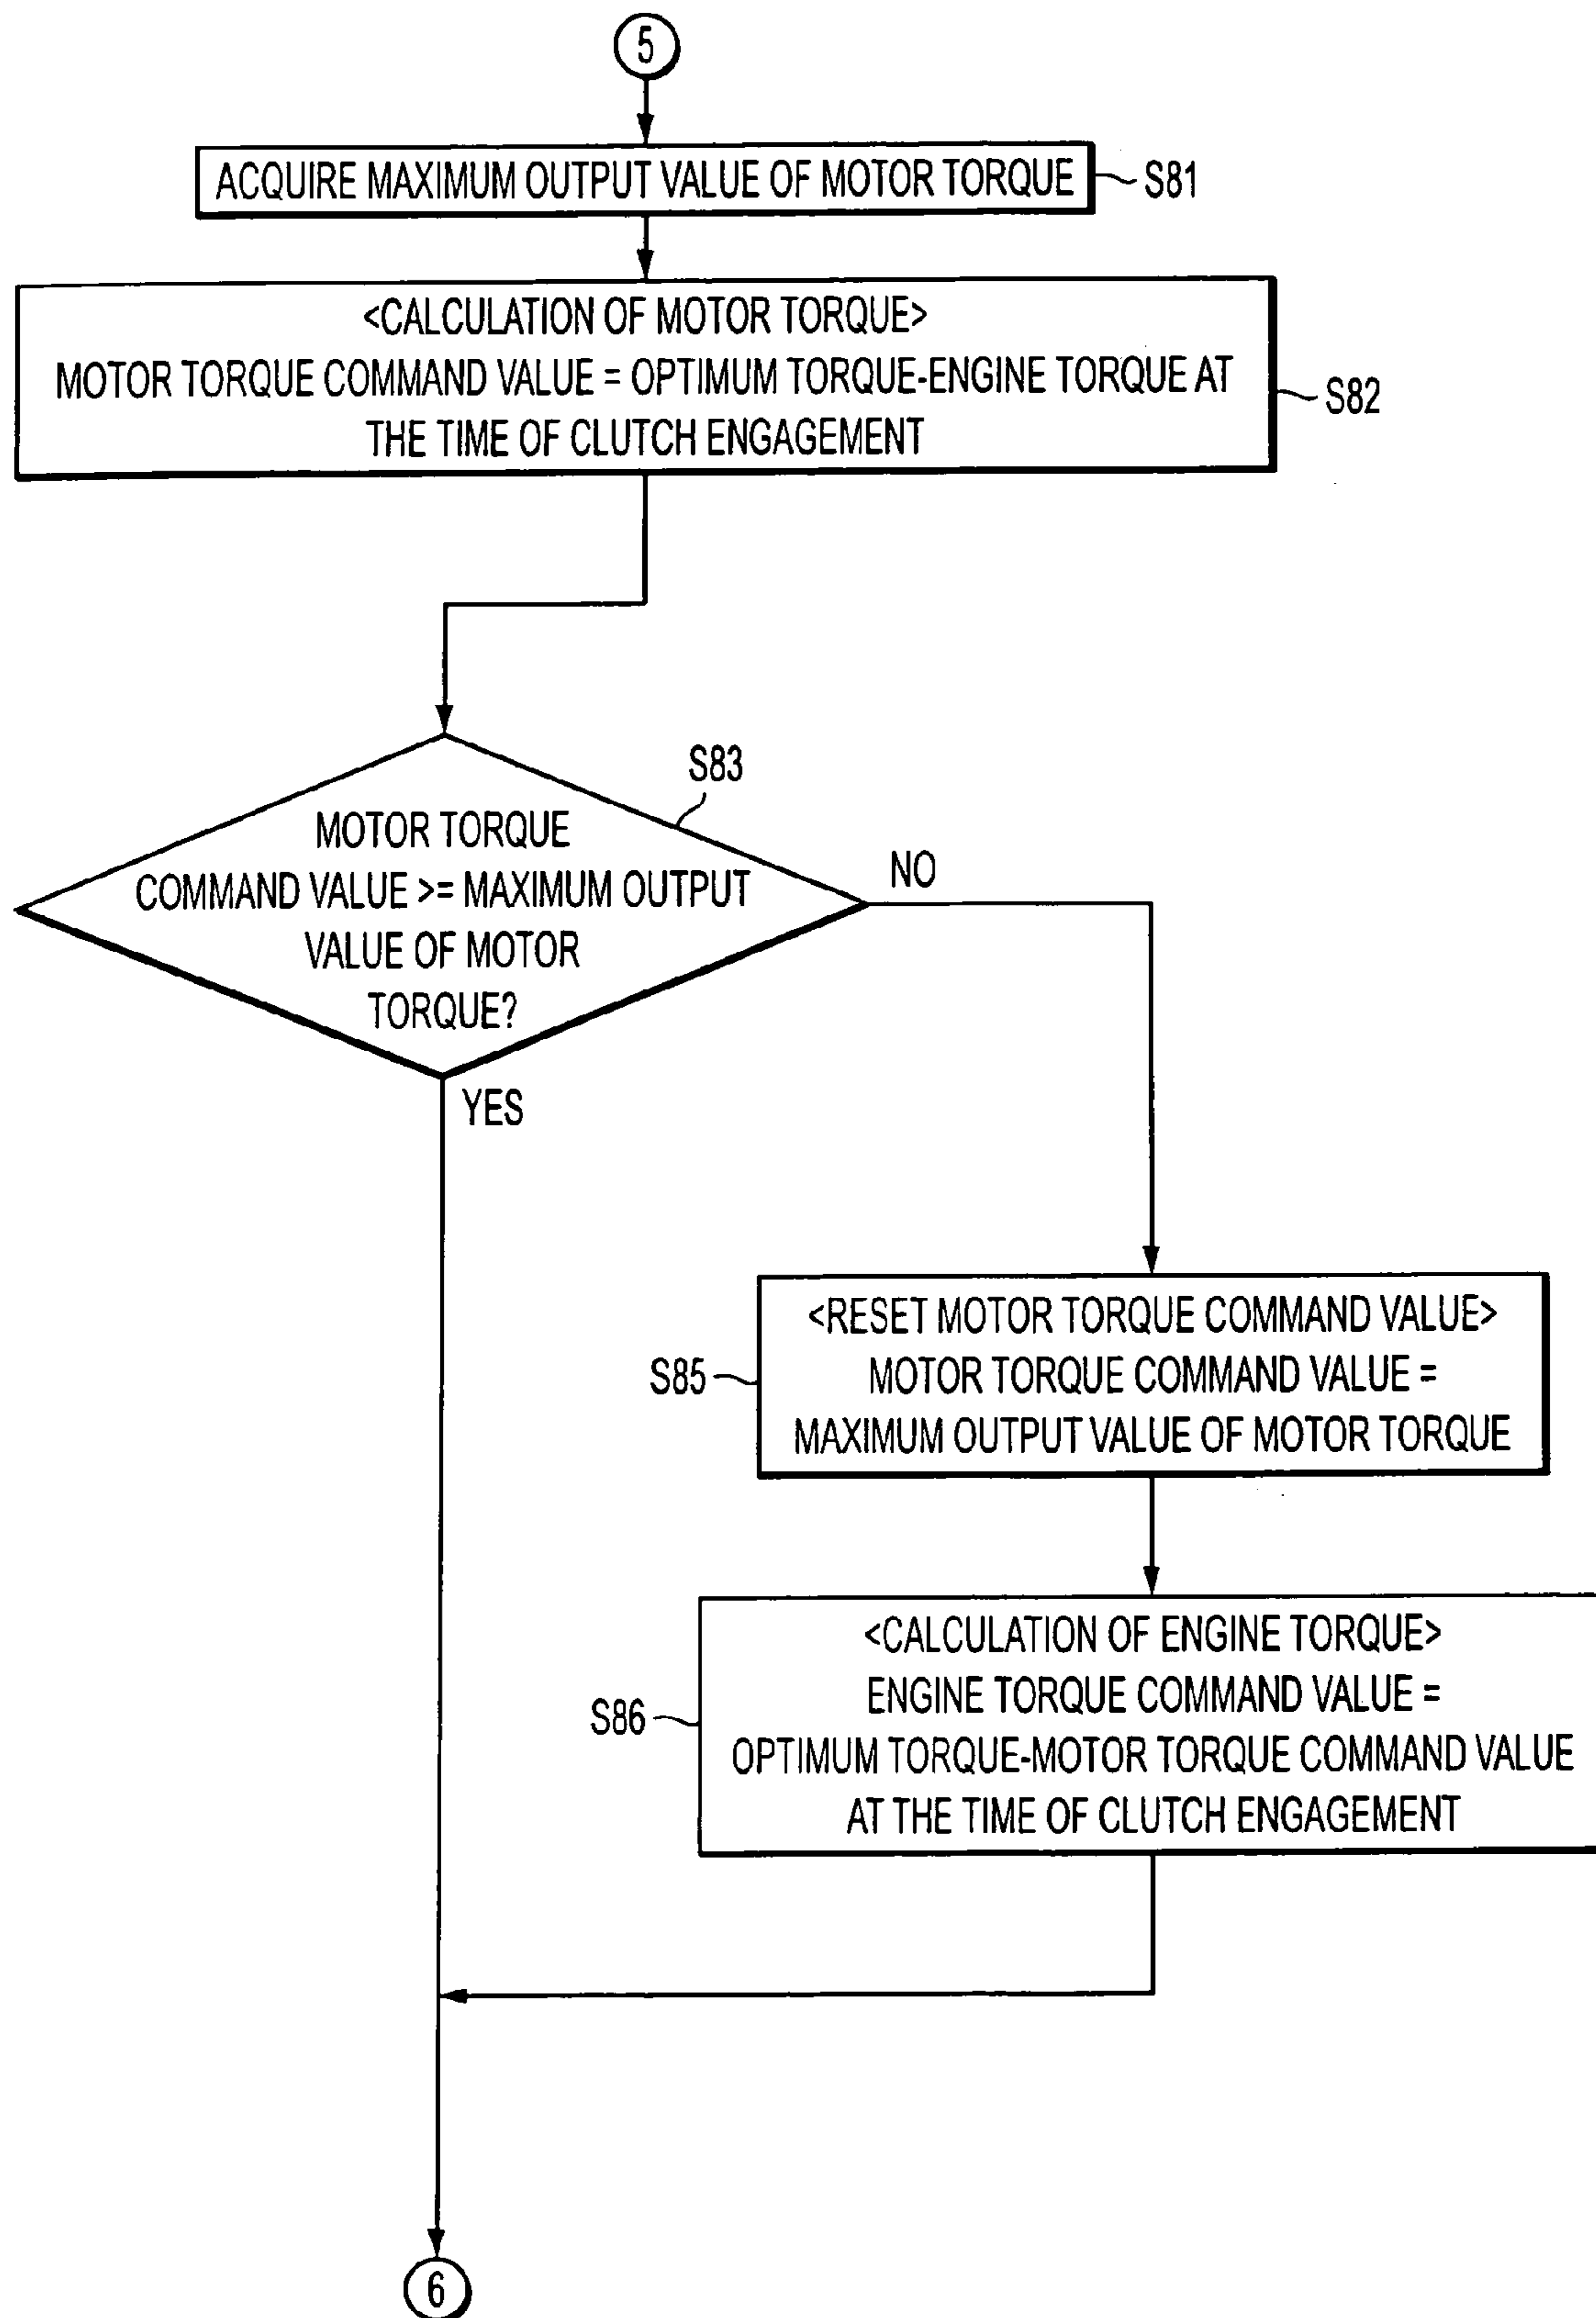 5
ACQUIRE MAXIMUM OUTPUT VALUE OF MOTOR TORQUE
S81
<CALCULATION OF MOTOR TORQUE>
MOTOR TORQUE COMMAND VALUE = OPTIMUM TORQUE-ENGINE TORQUE AT
THE TIME OF CLUTCH ENGAGEMENT
S82
S83
MOTOR TORQUE
COMMAND VALUE >= MAXIMUM OUTPUT
VALUE OF MOTOR
TORQUE?
NO
YES
<RESET MOTOR TORQUE COMMAND VALUE>
MOTOR TORQUE COMMAND VALUE =
MAXIMUM OUTPUT VALUE OF MOTOR TORQUE
S85
<CALCULATION OF ENGINE TORQUE>
ENGINE TORQUE COMMAND VALUE =
OPTIMUM TORQUE-MOTOR TORQUE COMMAND VALUE
AT THE TIME OF CLUTCH ENGAGEMENT
S86
6